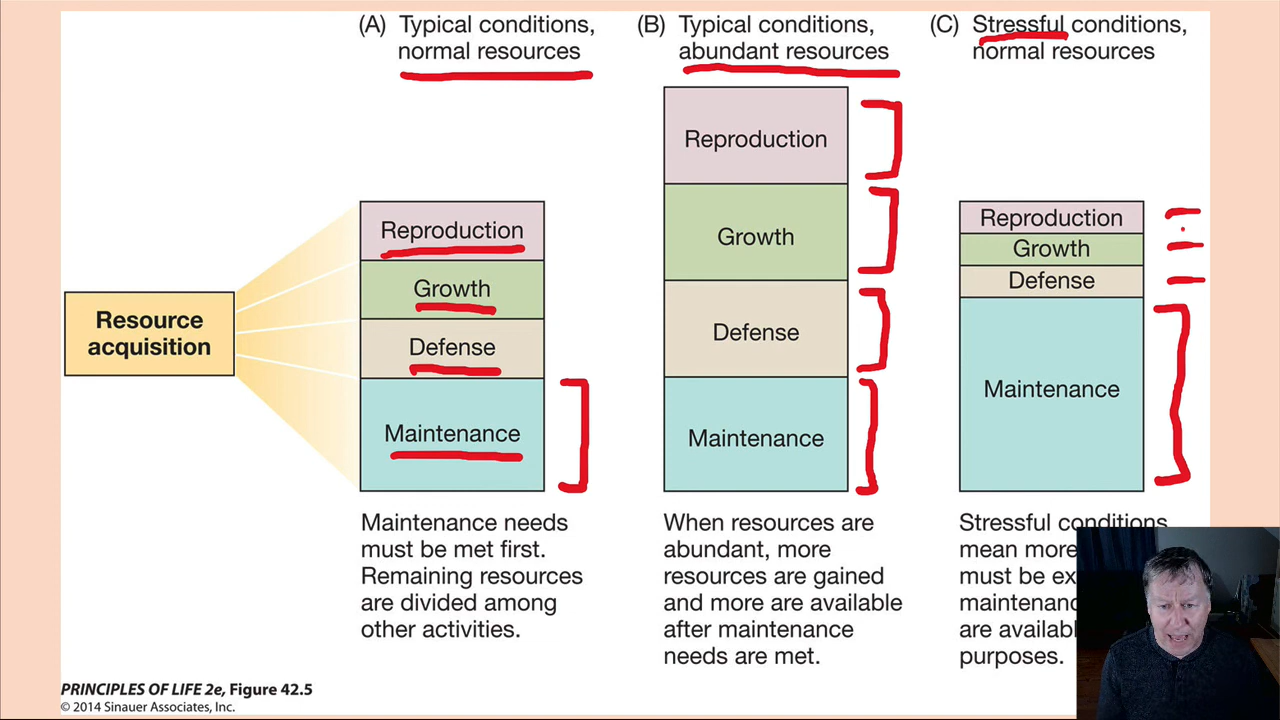 (A) Typical conditions,
normal resources
(B) Typical conditions,
abundant resources
(C) Stressful conditions,
normal resources
Resource
acquisition
Reproduction
Growth
Defense
Maintenance
Reproduction
Growth
Defense
Maintenance
Reproduction
Growth
Defense
Maintenance
Maintenance needs
must be met first.
Remaining resources
are divided among
other activities.
When resources are
abundant, more
resources are gained
and more are available
after maintenance
needs are met.
Stressful conditions
mean more
must be
are
purposes.
PRINCIPLES OF LIFE 2e, Figure 42.5
© 2014 Sinauer Associates, Inc.